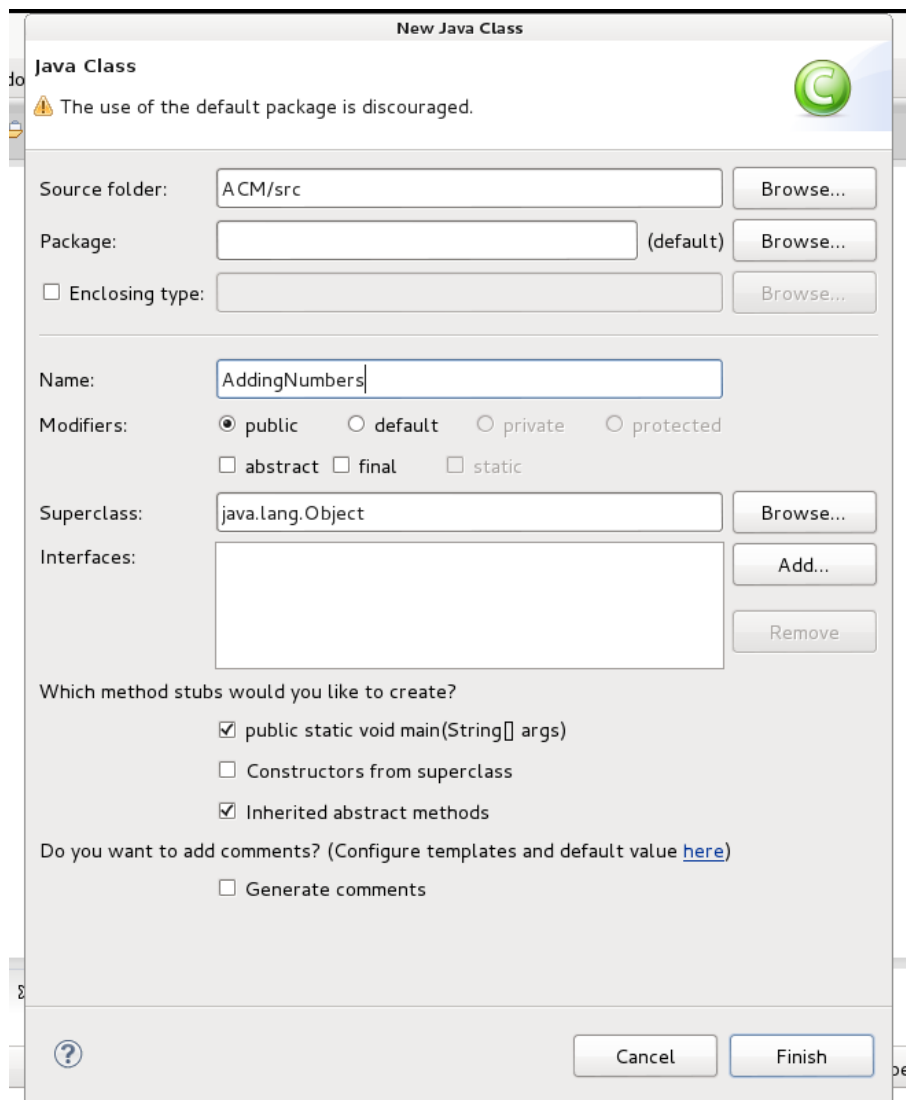 New Java Class
Java Class
The use of the default package is discouraged.
Source folder: ACM/src Browse...
Package: (default) Browse...
Enclosing type: Browse...
Name: AddingNumbers
Modifiers: public default private protected
abstract final static
Superclass: java.lang.Object Browse...
Interfaces: Add...
Remove
Which method stubs would you like to create?
public static void main(String[] args)
Constructors from superclass
Inherited abstract methods
Do you want to add comments? (Configure templates and default value here)
Generate comments
? Cancel Finish